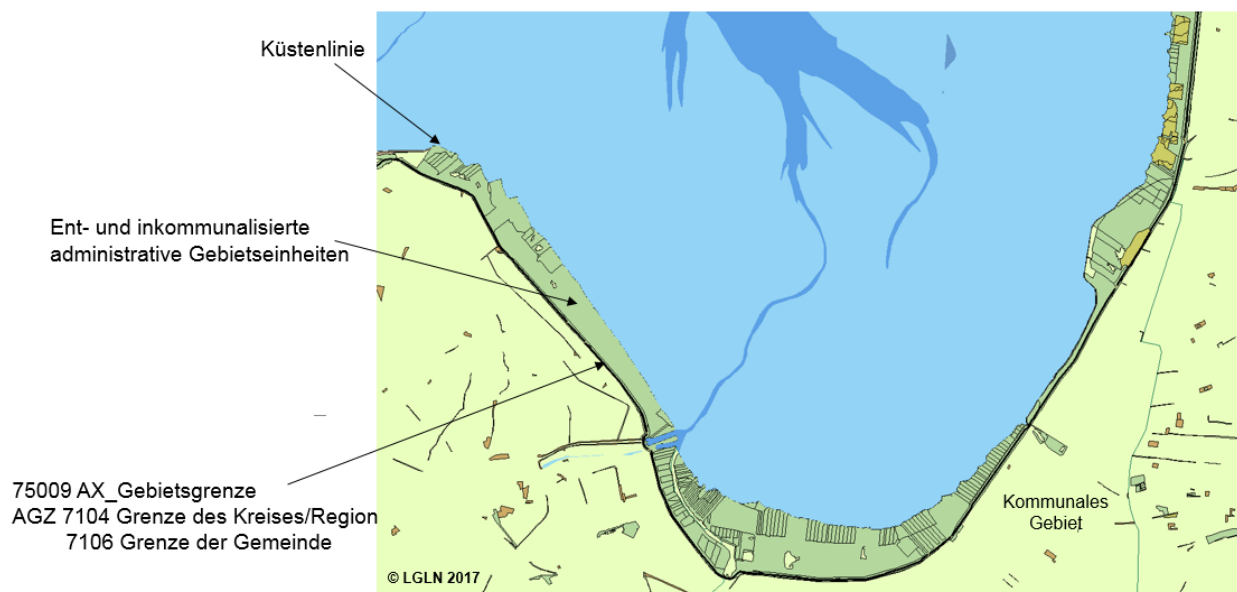 Küstenlinie
Ent- und inkommunalisierte
administrative Gebietseinheiten
75009 AX_Gebietsgrenze
AGZ 7104 Grenze des Kreises/Region
7106 Grenze der Gemeinde
Kommunales
Gebiet
© LGLN 2017